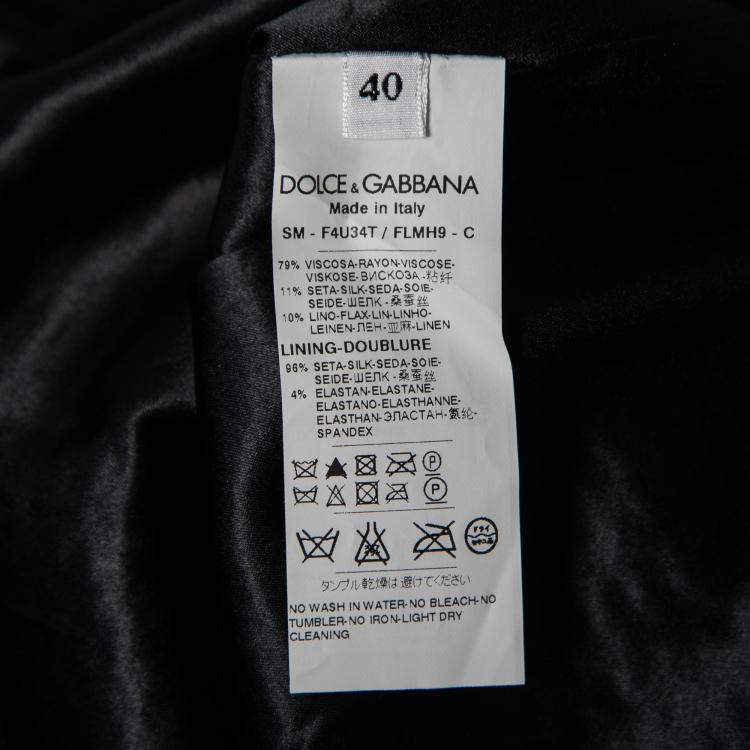 40
DOLCE & GABBANA
Made in Italy
SM - F4U34T / FLMH9 - C
79% VISCOSA-RAYON-VISCOSE-
VISKOSE-ВИСКОЗА-粘纤
11% SETA-SILK-SEDA-SOIE-
SEIDE-ШЕЛК-桑蚕丝
10% LINO-FLAX-LIN-LINHO-
LEINEN-ЛЕН-亚麻-LINEN
LINING-DOUBLURE
96% SETA-SILK-SEDA-SOIE-
SEIDE-ШЕЛК-桑蚕丝
4% ELASTAN-ELASTANE-
ELASTANO-ELASTHANNE-
ELASTHAN-ЭЛАСТАН-氨纶-
SPANDEX
P
P
ドライ
タンブル乾燥は避けてください
NO WASH IN WATER-NO BLEACH-NO
TUMBLER-NO IRON-LIGHT DRY
CLEANING